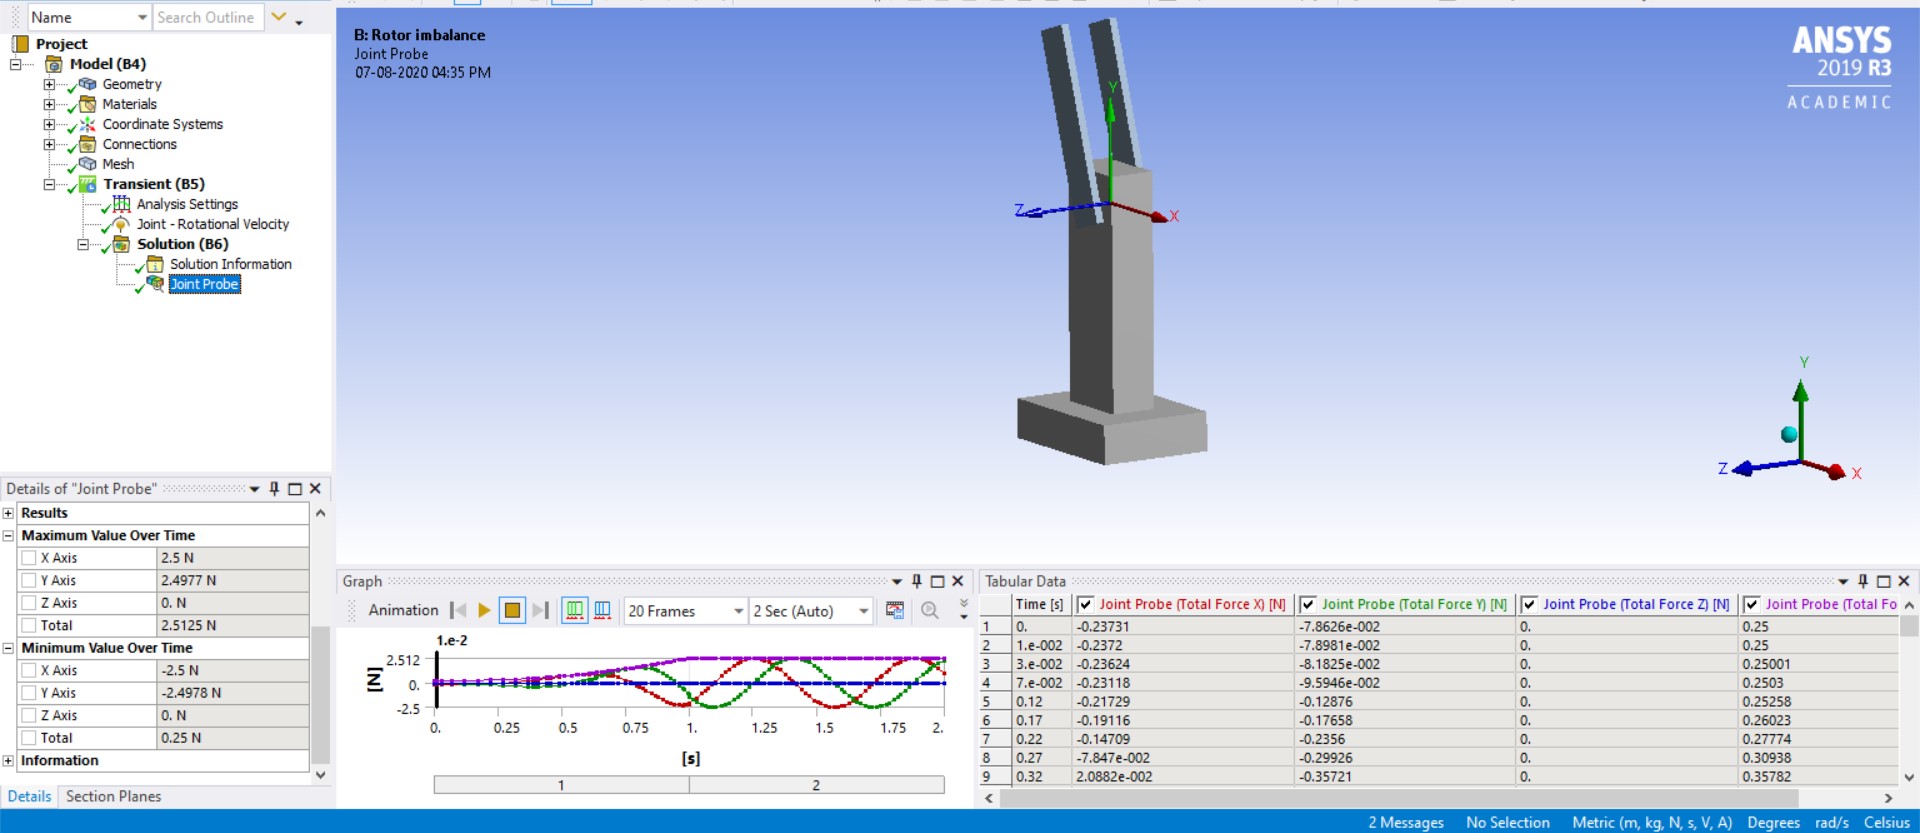 Name
Search Outline
Project
Model (B4)
Geometry
Materials
Coordinate Systems
Connections
Mesh
Transient (B5)
Analysis Settings
Joint - Rotational Velocity
Solution (B6)
Solution Information
Joint Probe
Details of "Joint Probe"
Results
Maximum Value Over Time
X Axis 2.5 N
Y Axis 2.4977 N
Z Axis 0. N
Total 2.5125 N
Minimum Value Over Time
X Axis -2.5 N
Y Axis -2.4978 N
Z Axis 0. N
Total 0.25 N
Information
Details Section Planes
B: Rotor imbalance
Joint Probe
07-08-2020 04:35 PM
ANSYS
2019 R3
ACADEMIC
Y
Z
X
Y
Z
X
Graph
Animation 20 Frames 2 Sec (Auto)
1.e-2
2.512
0.
-2.5
[N]
0. 0.25 0.5 0.75 1. 1.25 1.5 1.75 2.
[s]
1 2
Tabular Data
Time [s] Joint Probe (Total Force X) [N] Joint Probe (Total Force Y) [N] Joint Probe (Total Force Z) [N] Joint Probe (Total Fo
1 0. -0.23731 -7.8626e-002 0. 0.25
2 1.e-002 -0.2372 -7.8981e-002 0. 0.25
3 3.e-002 -0.23624 -8.1825e-002 0. 0.25001
4 7.e-002 -0.23118 -9.5946e-002 0. 0.2503
5 0.12 -0.21729 -0.12876 0. 0.25258
6 0.17 -0.19116 -0.17658 0. 0.26023
7 0.22 -0.14709 -0.2356 0. 0.27774
8 0.27 -7.847e-002 -0.29926 0. 0.30938
9 0.32 2.0882e-002 -0.35721 0. 0.35782
2 Messages No Selection Metric (m, kg, N, s, V, A) Degrees rad/s Celsius